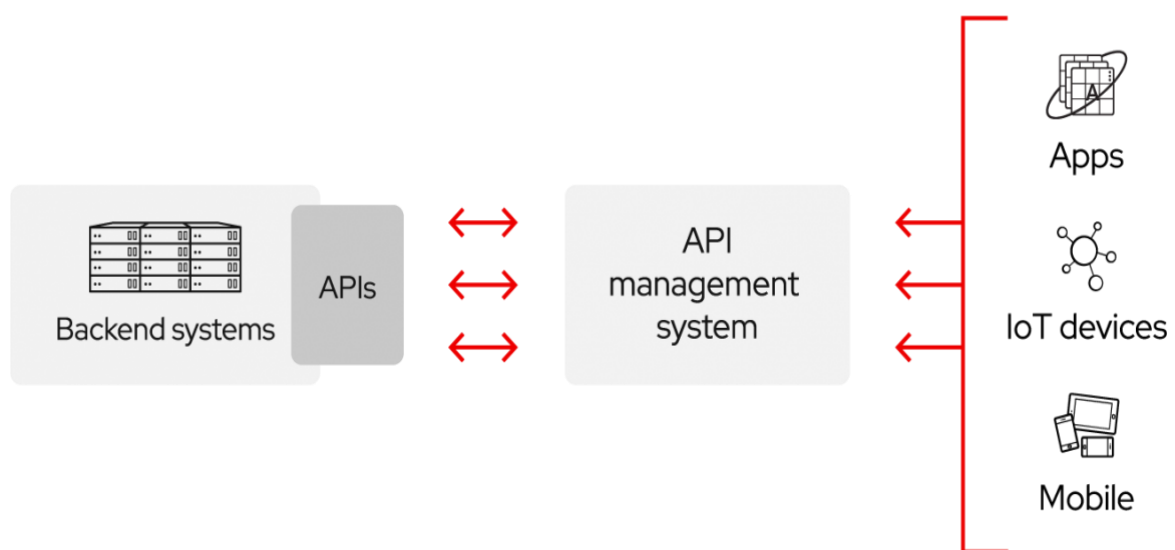 Backend systems
APIs
API
management
system
A
Apps
IoT devices
Mobile